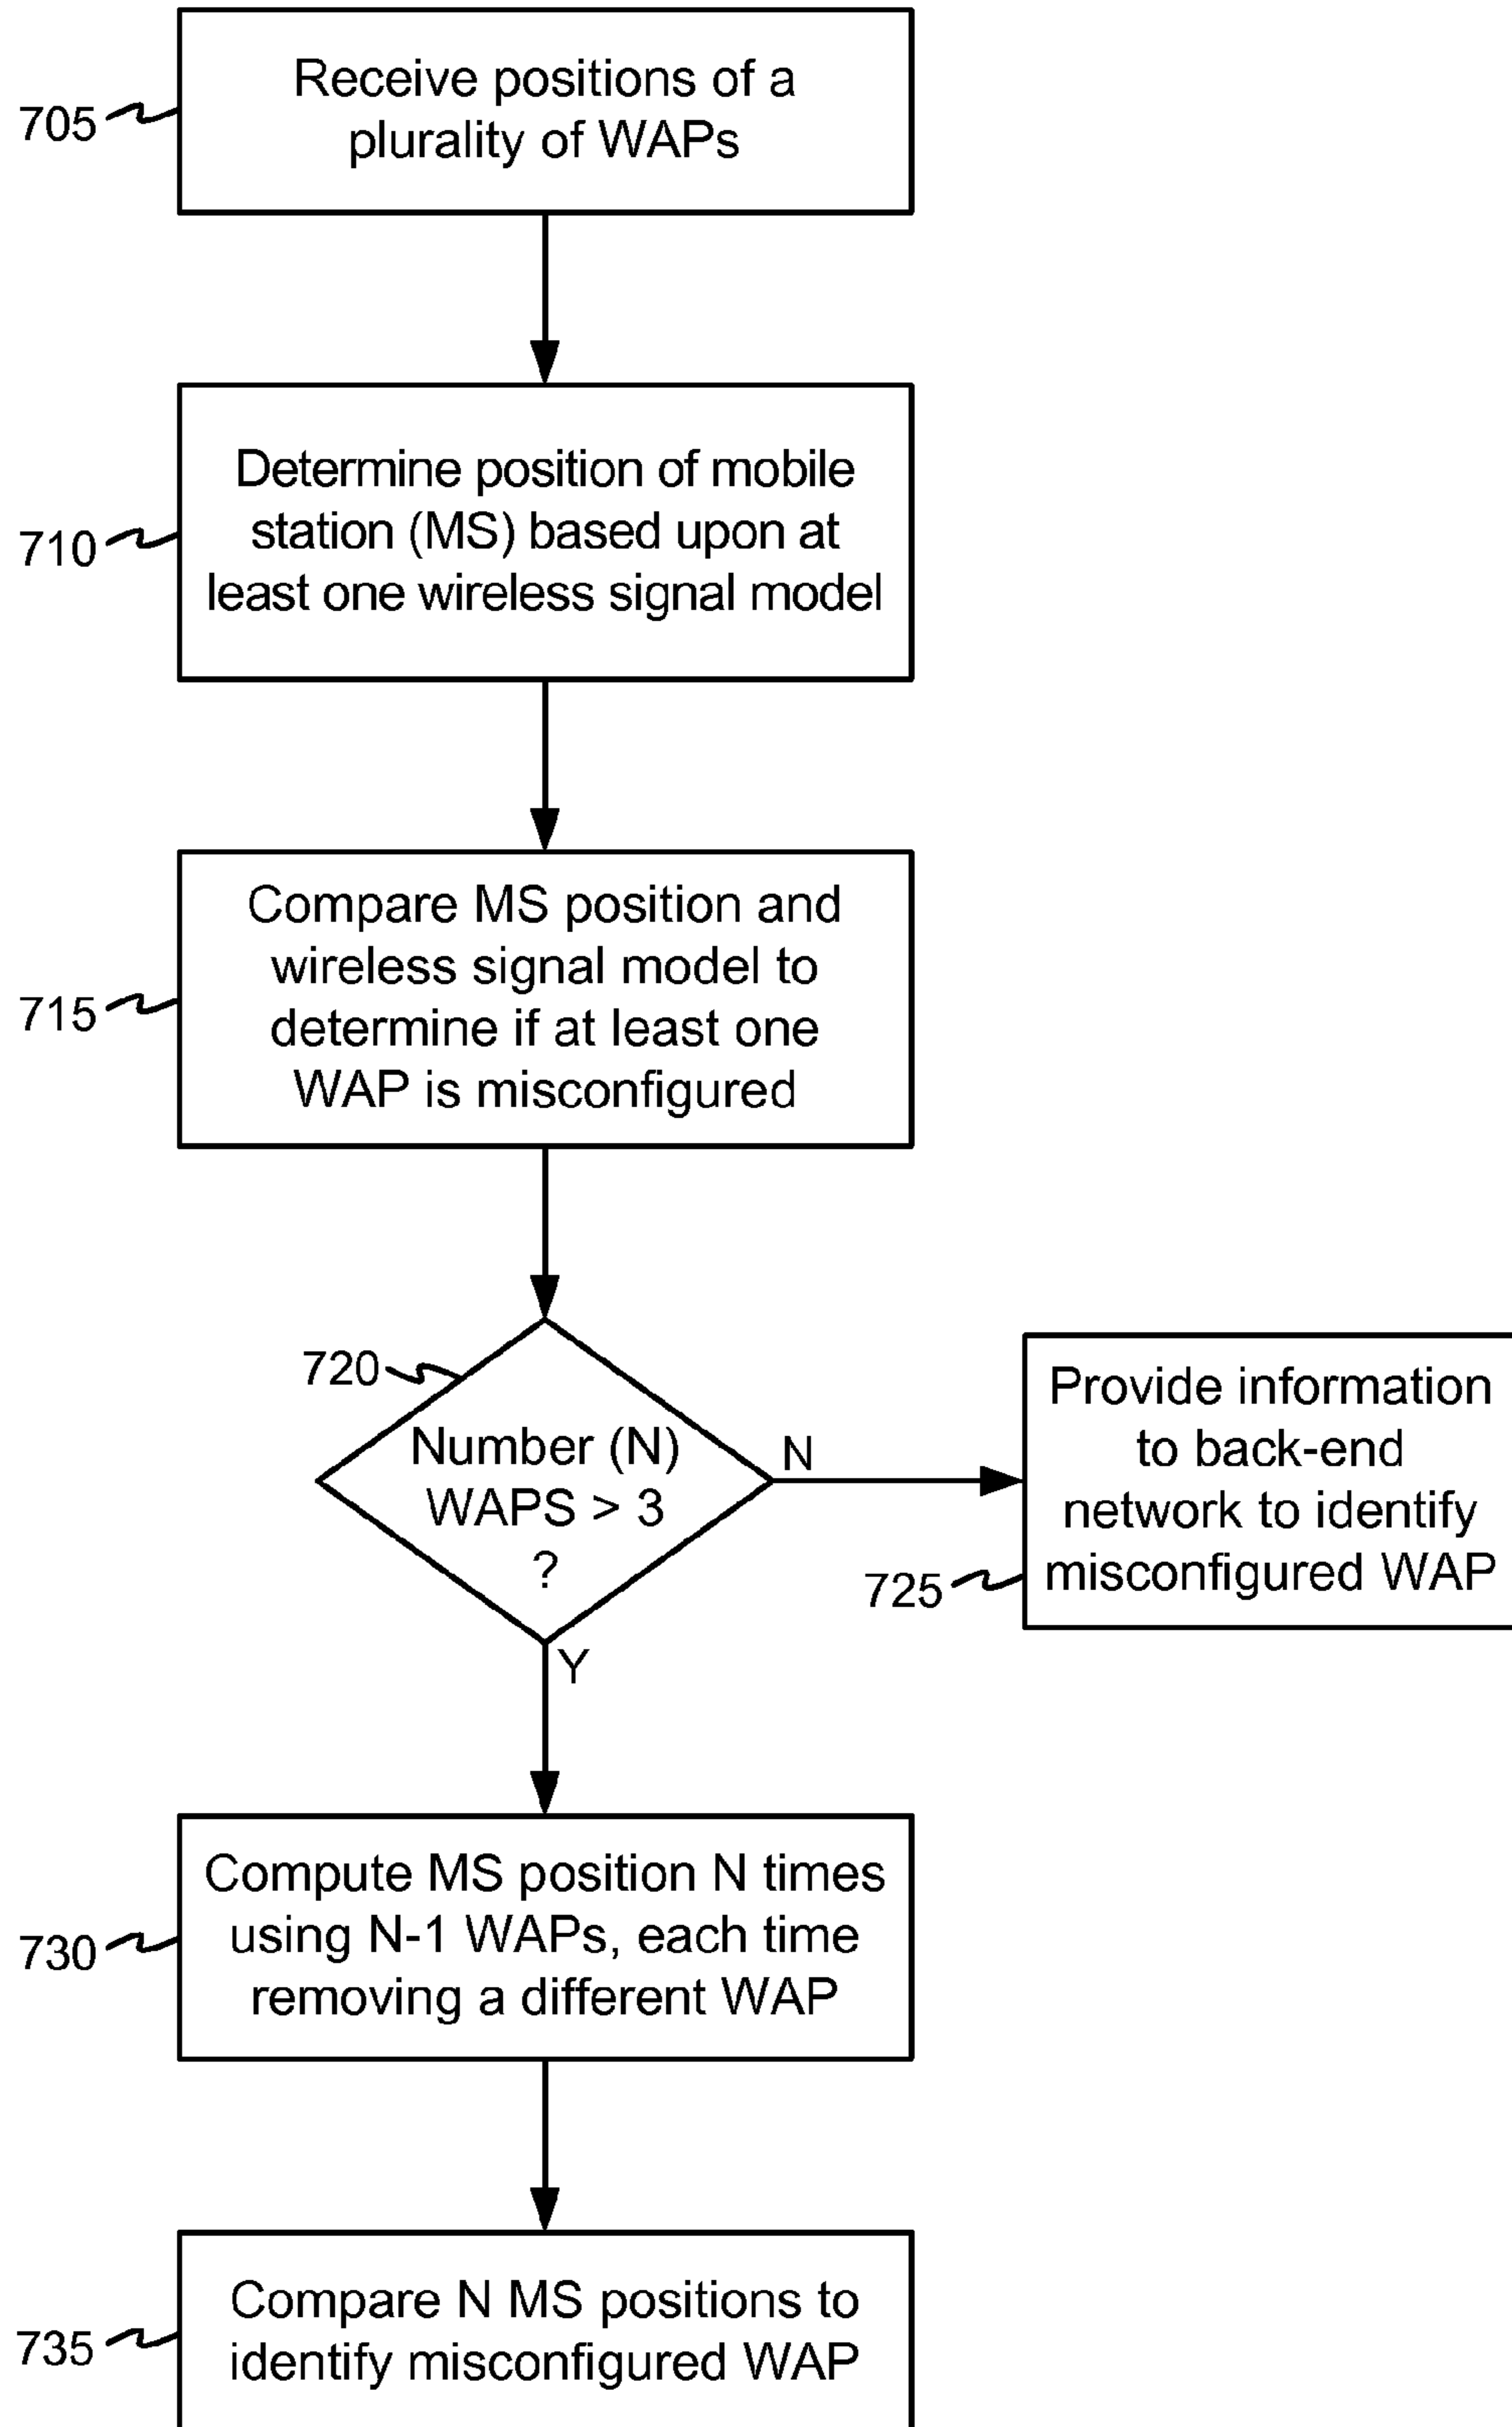 705
Receive positions of a
plurality of WAPs
710
Determine position of mobile
station (MS) based upon at
least one wireless signal model
715
Compare MS position and
wireless signal model to
determine if at least one
WAP is misconfigured
720
Number (N)
WAPS > 3
?
N
Y
725
Provide information
to back-end
network to identify
misconfigured WAP
730
Compute MS position N times
using N-1 WAPs, each time
removing a different WAP
735
Compare N MS positions to
identify misconfigured WAP